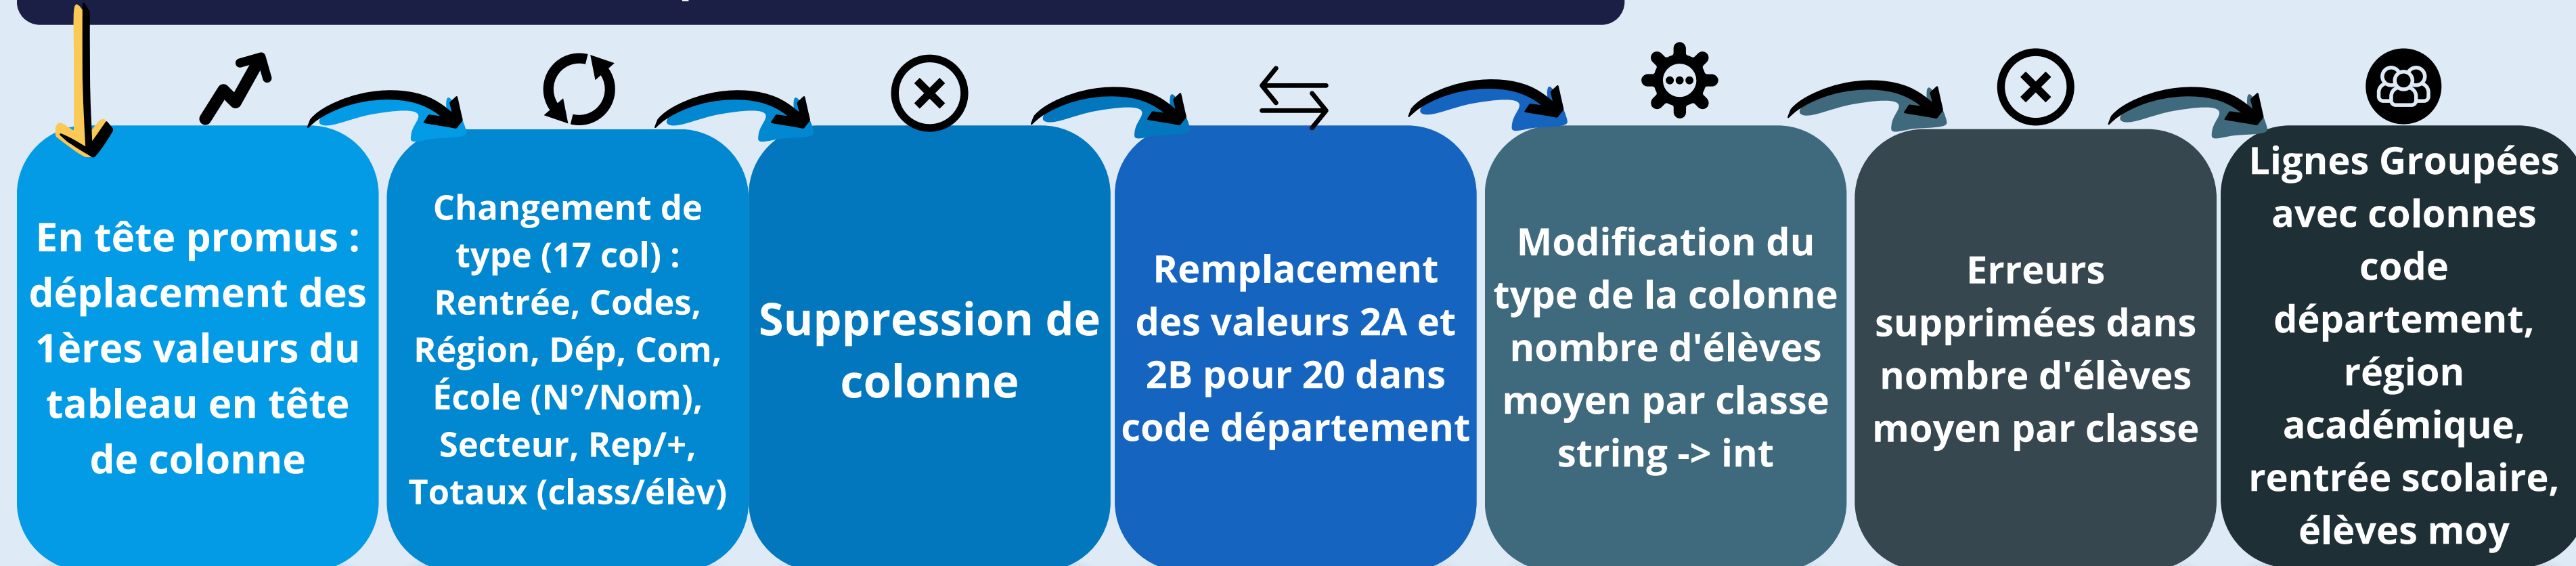 En tête promus :
déplacement des
1ères valeurs du
tableau en tête
de colonne
Changement de
type (17 col) :
Rentrée, Codes,
Région, Dép, Com,
École (N°/Nom),
Secteur, Rep/+,
Totaux (class/élèv)
Suppression de
colonne
Remplacement
des valeurs 2A et
2B pour 20 dans
code département
Modification du
type de la colonne
nombre d'élèves
moyen par classe
string -> int
Erreurs
supprimées dans
nombre d'élèves
moyen par classe
Lignes Groupées
avec colonnes
code
département,
région
académique,
rentrée scolaire,
élèves moy